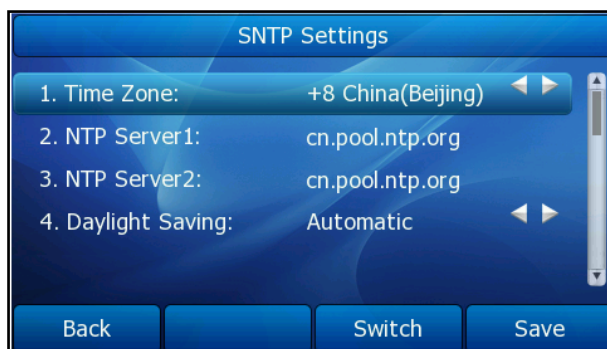 SNTP Settings
1. Time Zone: +8 China(Beijing)
2. NTP Server1: cn.pool.ntp.org
3. NTP Server2: cn.pool.ntp.org
4. Daylight Saving: Automatic
Back Switch Save